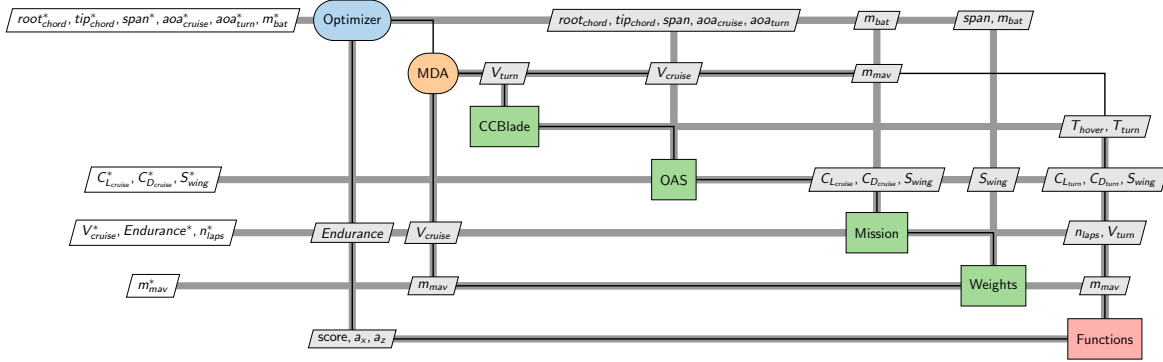 root*chord, tip*chord, span*, aoa*cruise, aoa*turn, m*bat Optimizer rootchord, tipchord, span, aoacruise, aoaturn mbat span, mbat
MDA Vturn Vcruise mmav
CCBlade Thover, Tturn
C*Lcruise, C*Dcruise, S*wing OAS CLcruise, CDcruise, Swing Swing CLturn, CDturn, Swing
V*cruise, Endurance*, n*laps Endurance Vcruise Mission nlaps, Vturn
m*mav mmav Weights mmav
score, ax, az Functions